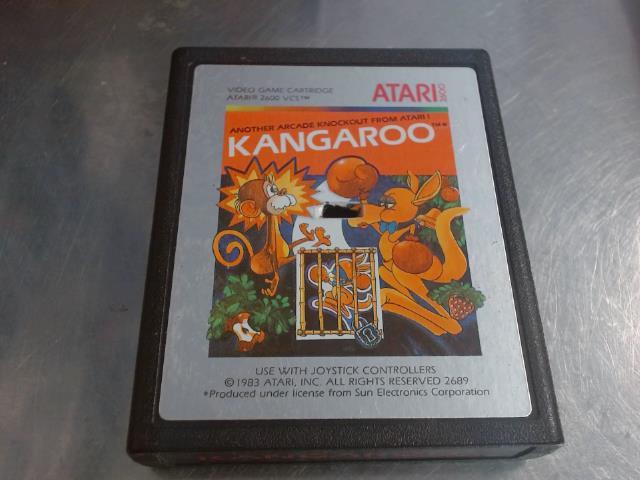 VIDEO GAME CARTRIDGE
ATARI® 2600 VCS™
ATARI
2600
ANOTHER ARCADE KNOCKOUT FROM ATARI!
KANGAROO™*
USE WITH JOYSTICK CONTROLLERS
© 1983 ATARI, INC. ALL RIGHTS RESERVED 2689
*Produced under license from Sun Electronics Corporation